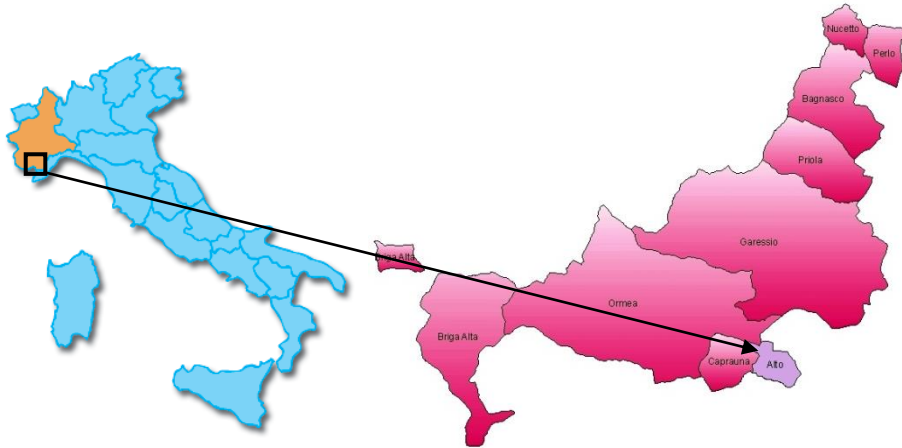 Nucetto
Perlo
Bagnasco
Priola
Garessio
Briga Alta
Ormea
Briga Alta
Caprauna
Alto